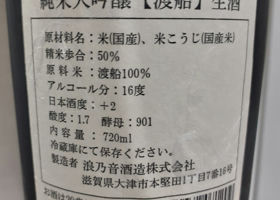 純米大吟醸【渡船】生酒
原材料名：米(国産)、米こうじ(国産米)
精米歩合：50%
原 料 米：渡船100%
アルコール分：16度
日本酒度：+2
酸度：1.7　酵母：901
内 容 量：720ml
冷蔵庫にて保存ください。
製造者　浪乃音酒造株式会社
滋賀県大津市本堅田1丁目7番16号